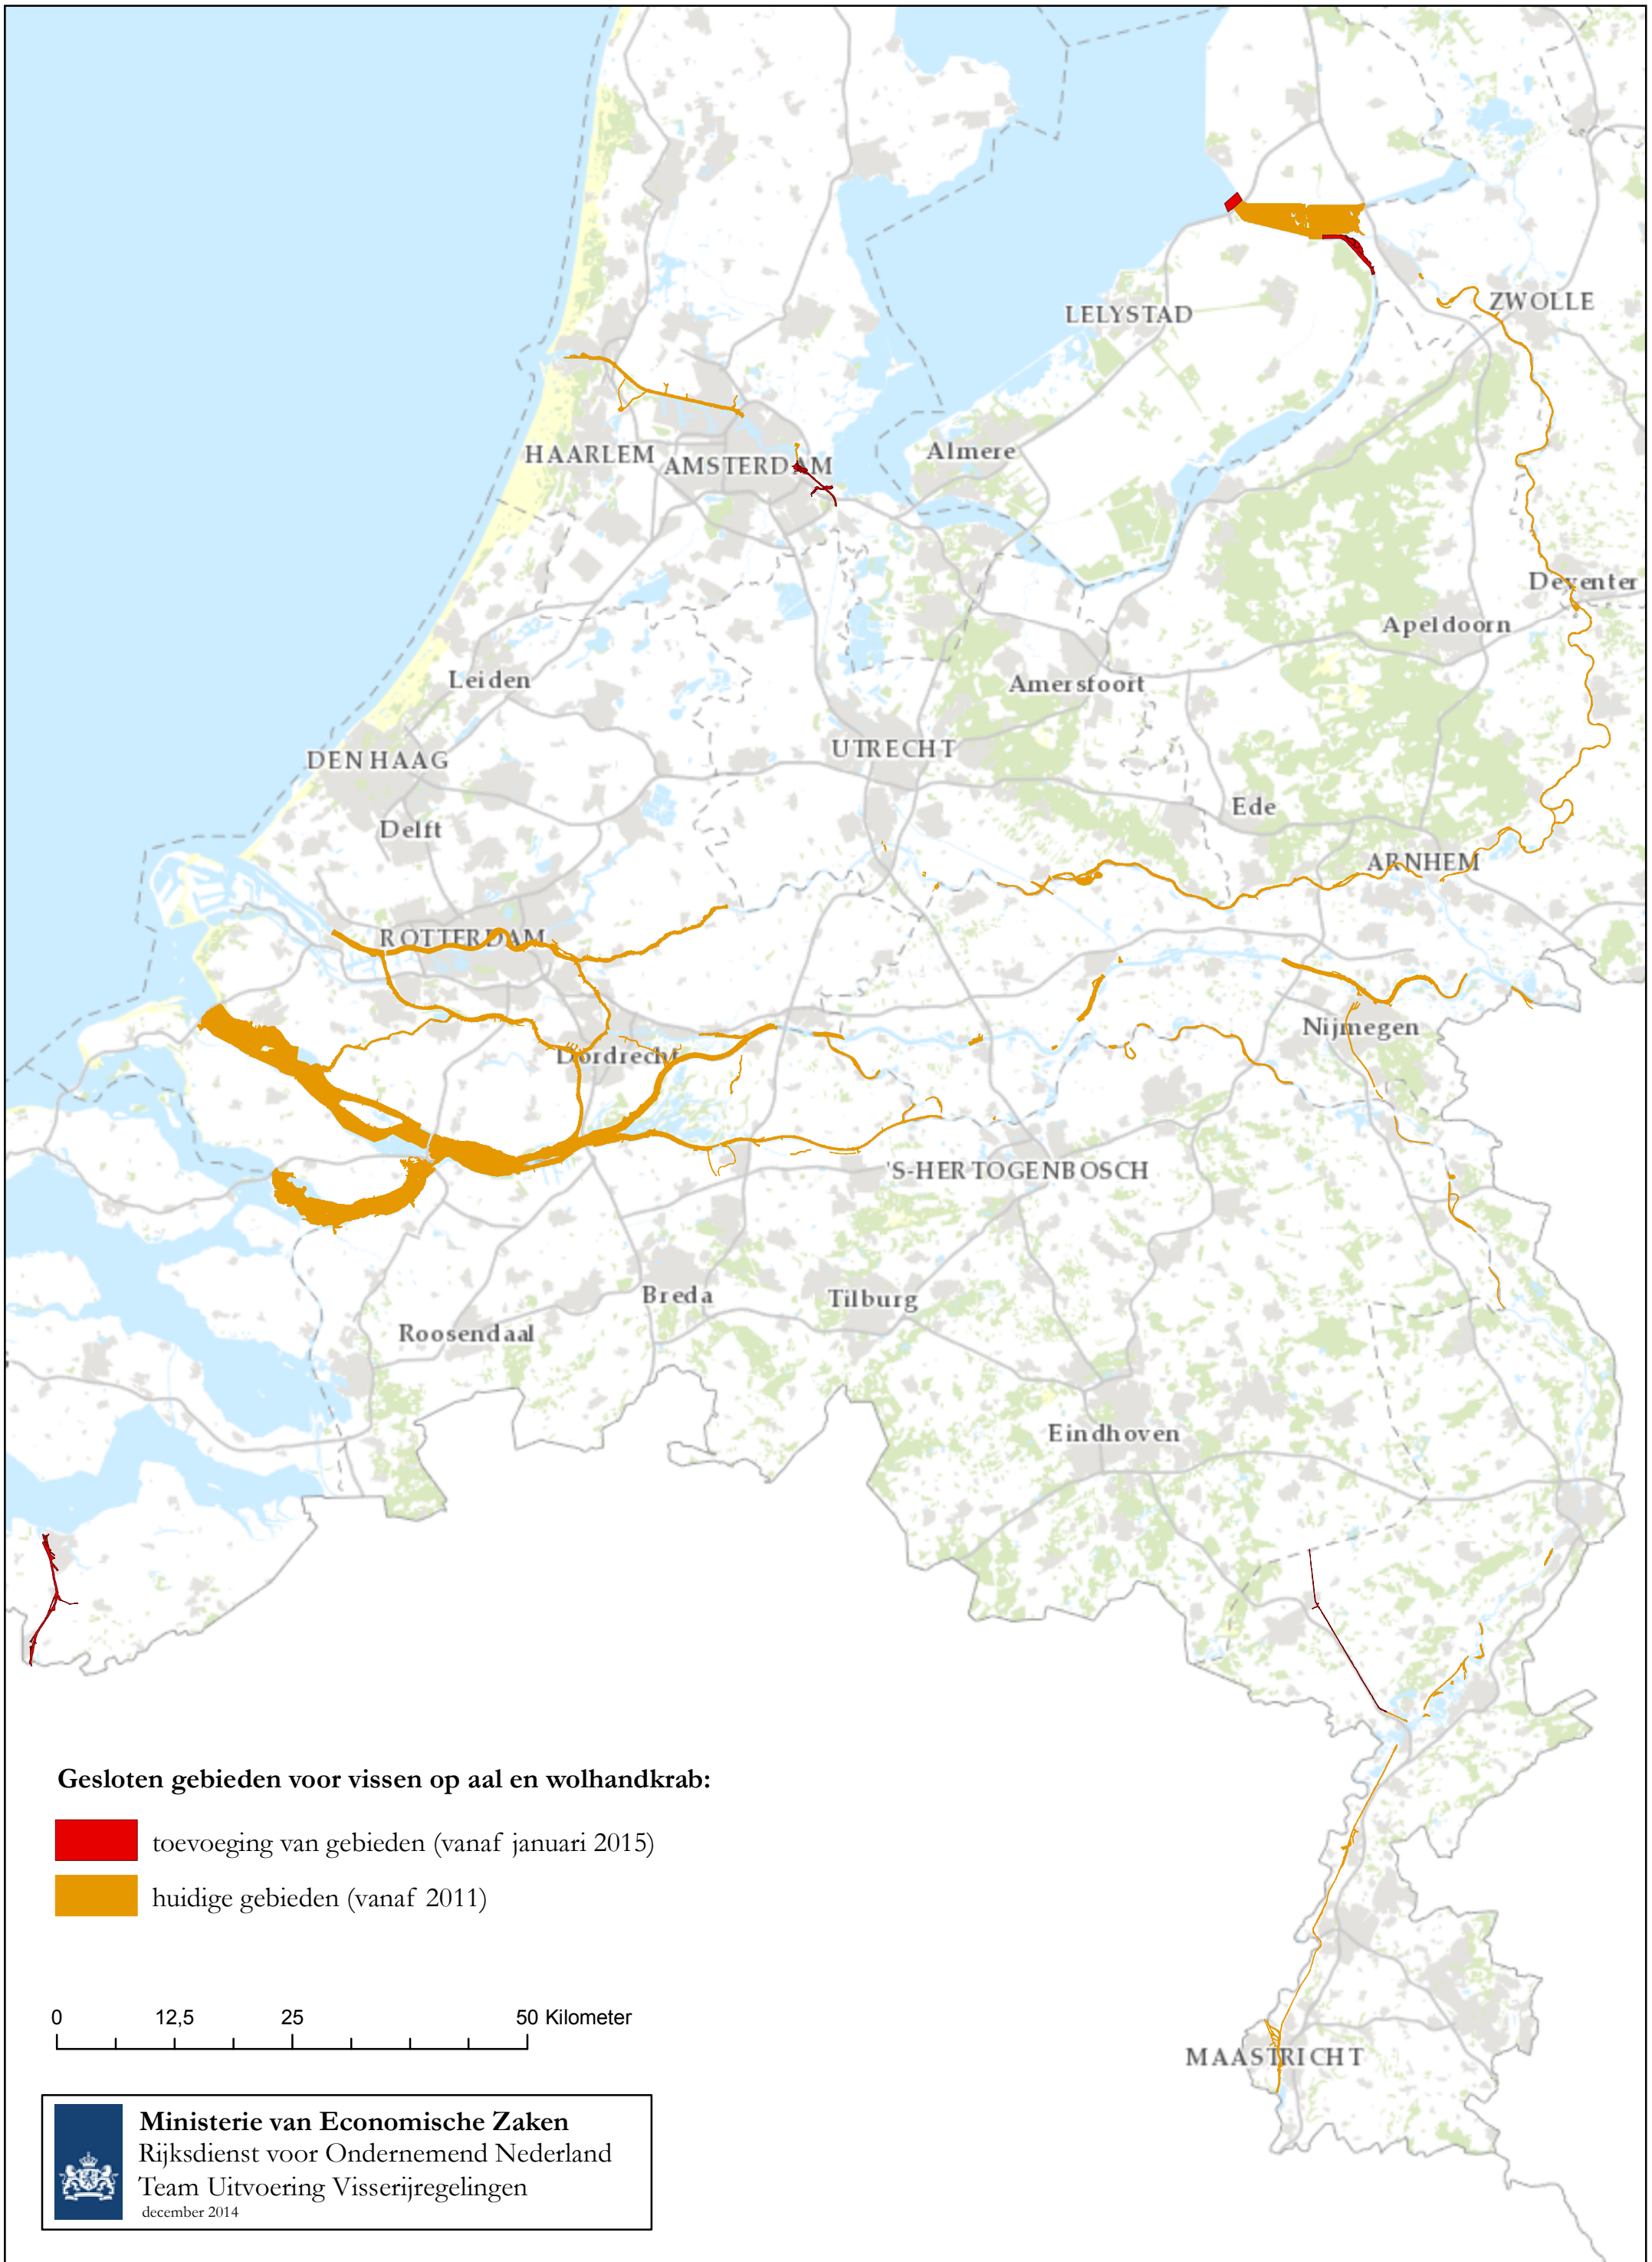 LELYSTAD
ZWOLLE
HAARLEM
AMSTERDAM
Almere
Deventer
Apeldoorn
Leiden
Amersfoort
DEN HAAG
UTRECHT
Ede
Delft
ARNHEM
ROTTERDAM
Nijmegen
Dordrecht
'S-HERTOGENBOSCH
Breda
Tilburg
Roosendaal
Eindhoven
MAASTRICHT
Gesloten gebieden voor vissen op aal en wolhandkrab:
toevoeging van gebieden (vanaf januari 2015)
huidige gebieden (vanaf 2011)
0 12,5 25 50 Kilometer
Ministerie van Economische Zaken
Rijksdienst voor Ondernemend Nederland
Team Uitvoering Visserijregelingen
december 2014